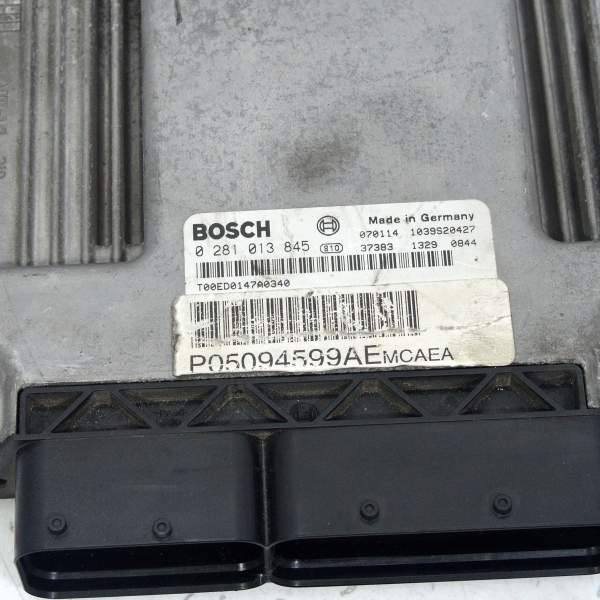 BOSCH Made in Germany
070114 1039S20427
0 281 013 845 810 37383 1329 0844
T00ED0147A0340
P05094599AEMCAEA